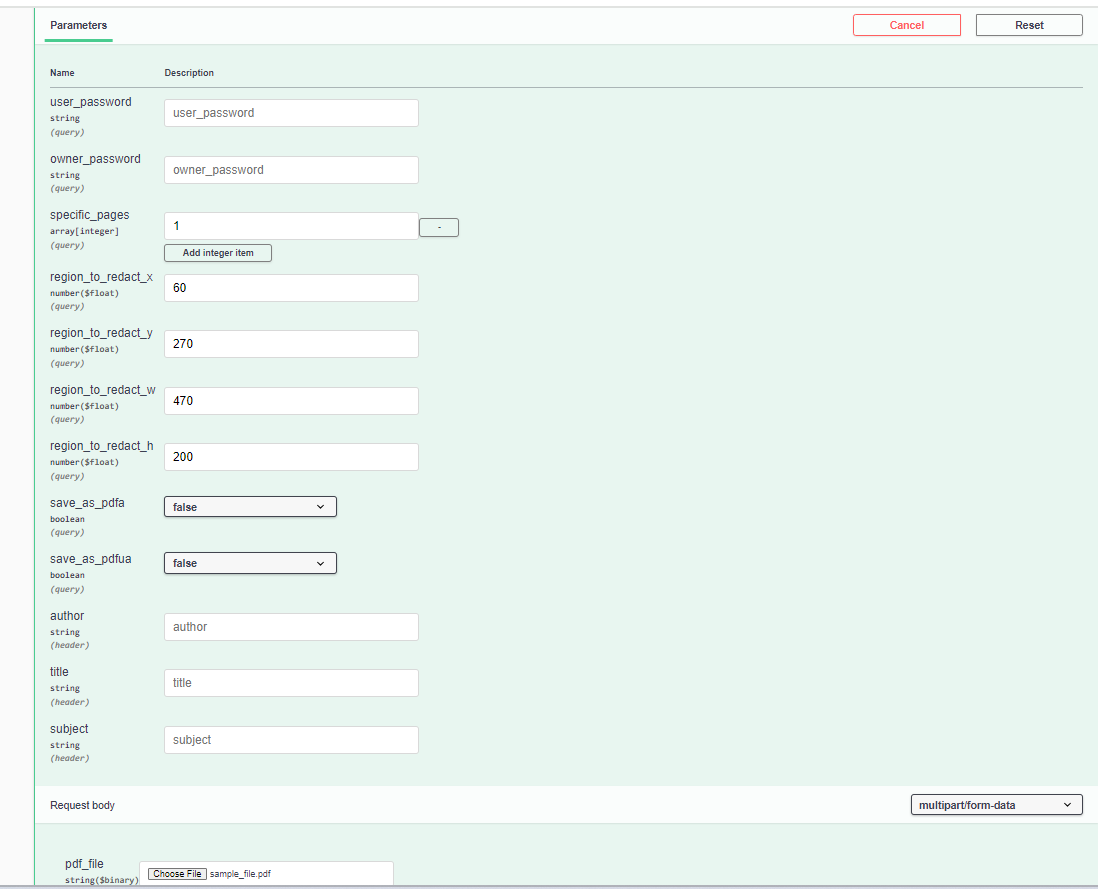 Parameters
Cancel
Reset
Name
Description
user_password
string
(query)
user_password
owner_password
string
(query)
owner_password
specific_pages
array[integer]
(query)
1
-
Add integer item
region_to_redact_x
number($float)
(query)
60
region_to_redact_y
number($float)
(query)
270
region_to_redact_w
number($float)
(query)
470
region_to_redact_h
number($float)
(query)
200
save_as_pdfa
boolean
(query)
false
save_as_pdfua
boolean
(query)
false
author
string
(header)
author
title
string
(header)
title
subject
string
(header)
subject
Request body
multipart/form-data
pdf_file
string($binary)
Choose File sample_file.pdf